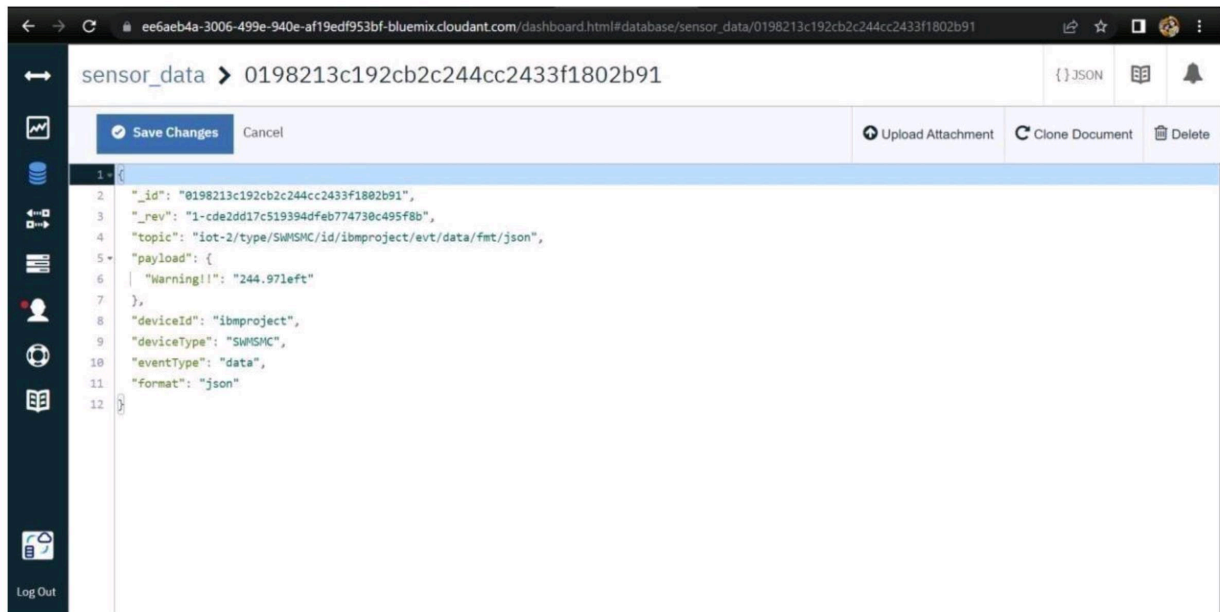 ee6aeb4a-3006-499e-940e-af19edf953bf-bluemix.cloudant.com/dashboard.html#database/sensor_data/0198213c192cb2c244cc2433f1802b91
sensor_data > 0198213c192cb2c244cc2433f1802b91 {}JSON
Save Changes Cancel Upload Attachment Clone Document Delete
1 {
2 "_id": "0198213c192cb2c244cc2433f1802b91",
3 "_rev": "1-cde2dd17c519394dfeb774730c495f8b",
4 "topic": "iot-2/type/SWMSMC/id/ibmproject/evt/data/fmt/json",
5 "payload": {
6 "Warning!!": "244.97left"
7 },
8 "deviceId": "ibmproject",
9 "deviceType": "SWMSMC",
10 "eventType": "data",
11 "format": "json"
12 }
Log Out